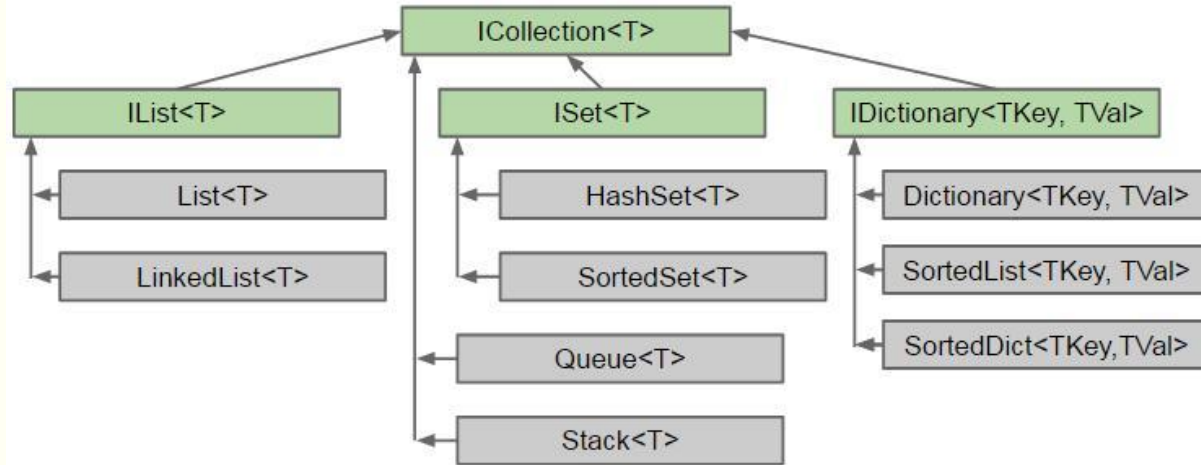 ICollection<T>
IList<T>
ISet<T>
IDictionary<TKey, TVal>
List<T>
HashSet<T>
Dictionary<TKey, TVal>
LinkedList<T>
SortedSet<T>
SortedList<TKey, TVal>
Queue<T>
SortedDict<TKey,TVal>
Stack<T>